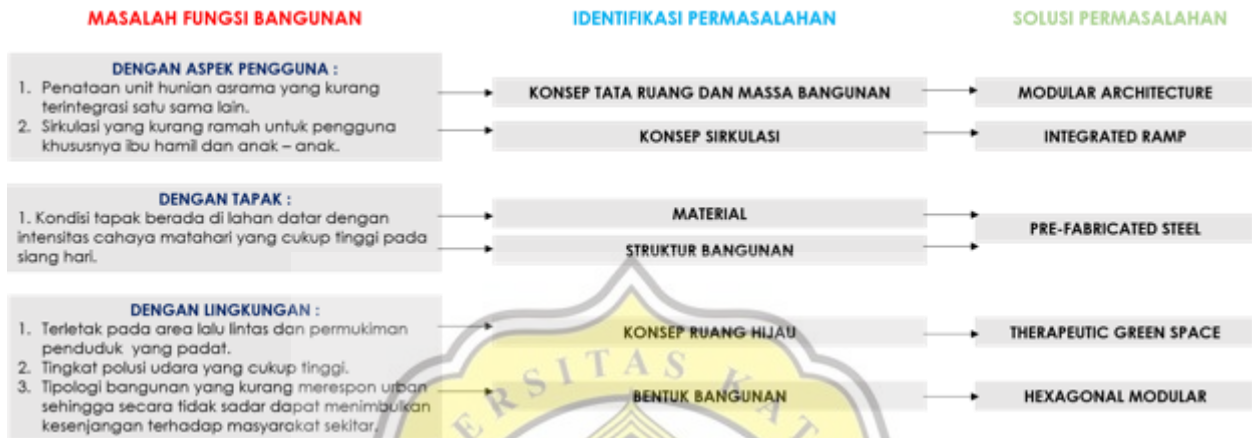 MASALAH FUNGSI BANGUNAN
IDENTIFIKASI PERMASALAHAN
SOLUSI PERMASALAHAN
DENGAN ASPEK PENGGUNA :
1. Penataan unit hunian asrama yang kurang
terintegrasi satu sama lain.
2. Sirkulasi yang kurang ramah untuk pengguna
khususnya ibu hamil dan anak – anak.
KONSEP TATA RUANG DAN MASSA BANGUNAN
MODULAR ARCHITECTURE
KONSEP SIRKULASI
INTEGRATED RAMP
DENGAN TAPAK :
1. Kondisi tapak berada di lahan datar dengan
intensitas cahaya matahari yang cukup tinggi pada
siang hari.
MATERIAL
STRUKTUR BANGUNAN
PRE-FABRICATED STEEL
DENGAN LINGKUNGAN :
1. Terletak pada area lalu lintas dan permukiman
penduduk yang padat.
2. Tingkat polusi udara yang cukup tinggi.
3. Tipologi bangunan yang kurang merespon urban
sehingga secara tidak sadar dapat menimbulkan
kesenjangan terhadap masyarakat sekitar.
KONSEP RUANG HIJAU
THERAPEUTIC GREEN SPACE
BENTUK BANGUNAN
HEXAGONAL MODULAR
ERSITAS KAT